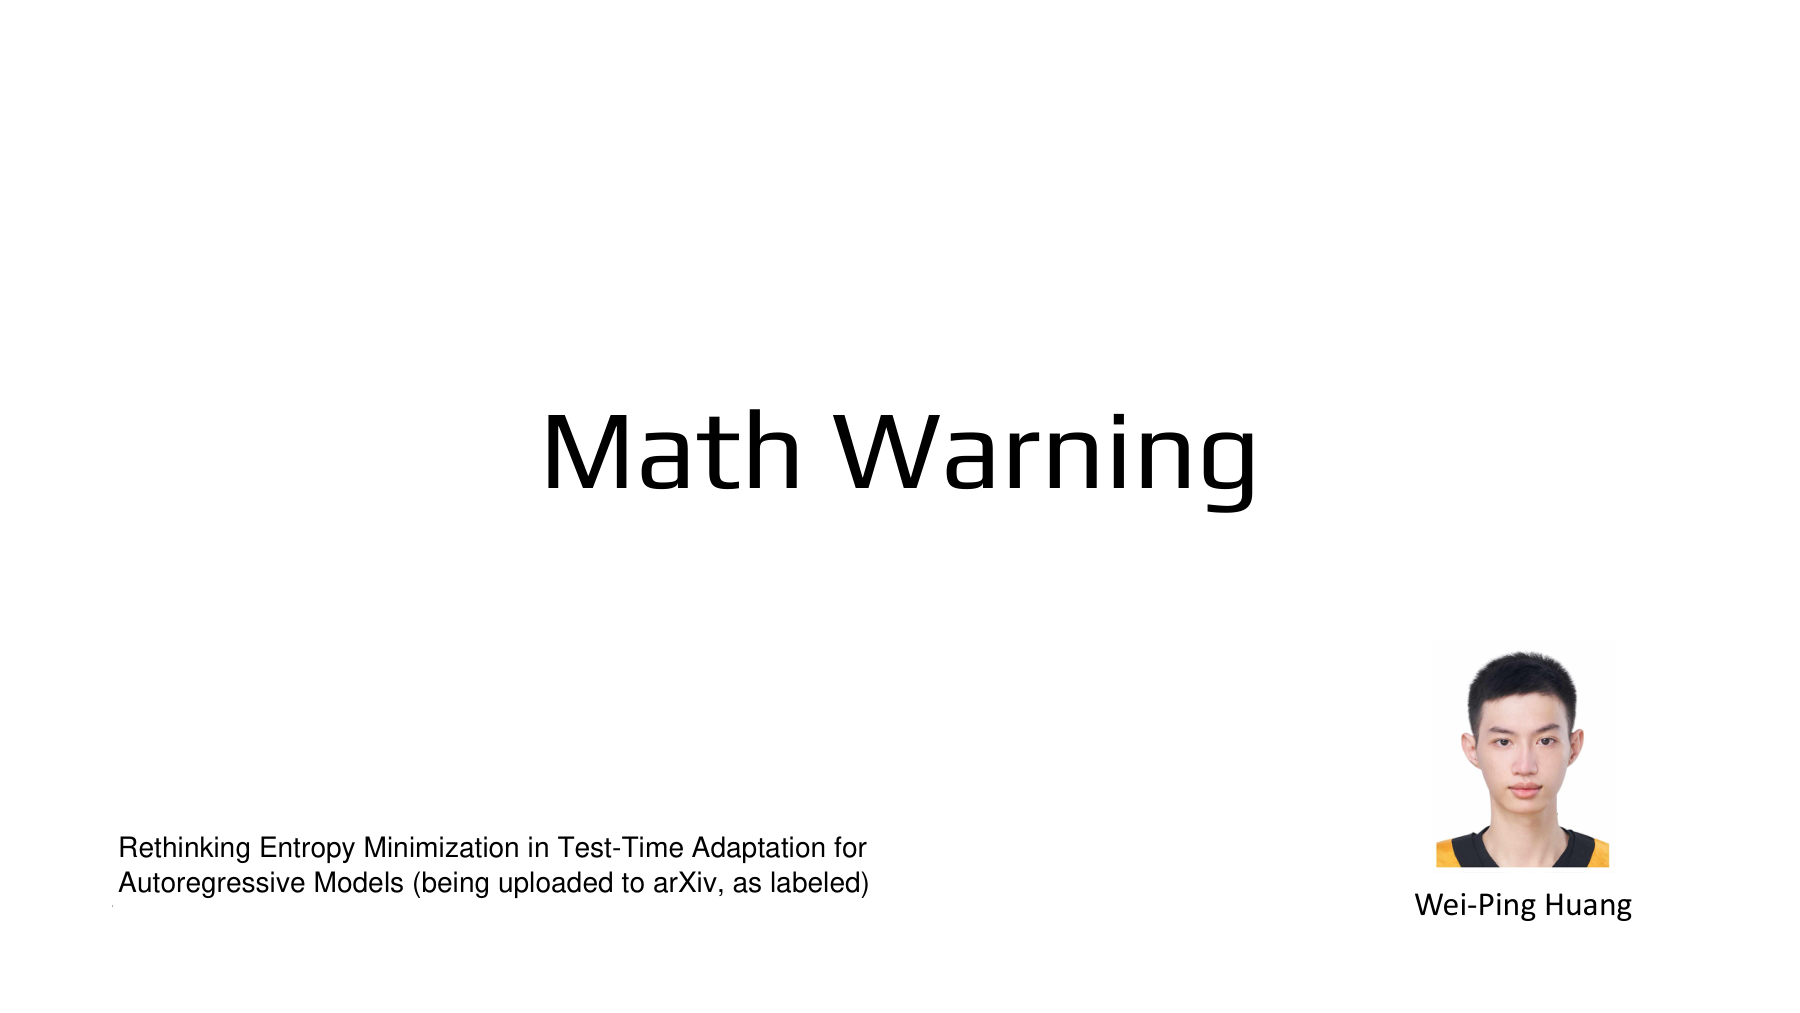 Math Warning
Rethinking Entropy Minimization in Test-Time Adaptation for
Autoregressive Models (being uploaded to arXiv, as labeled)
Wei-Ping Huang